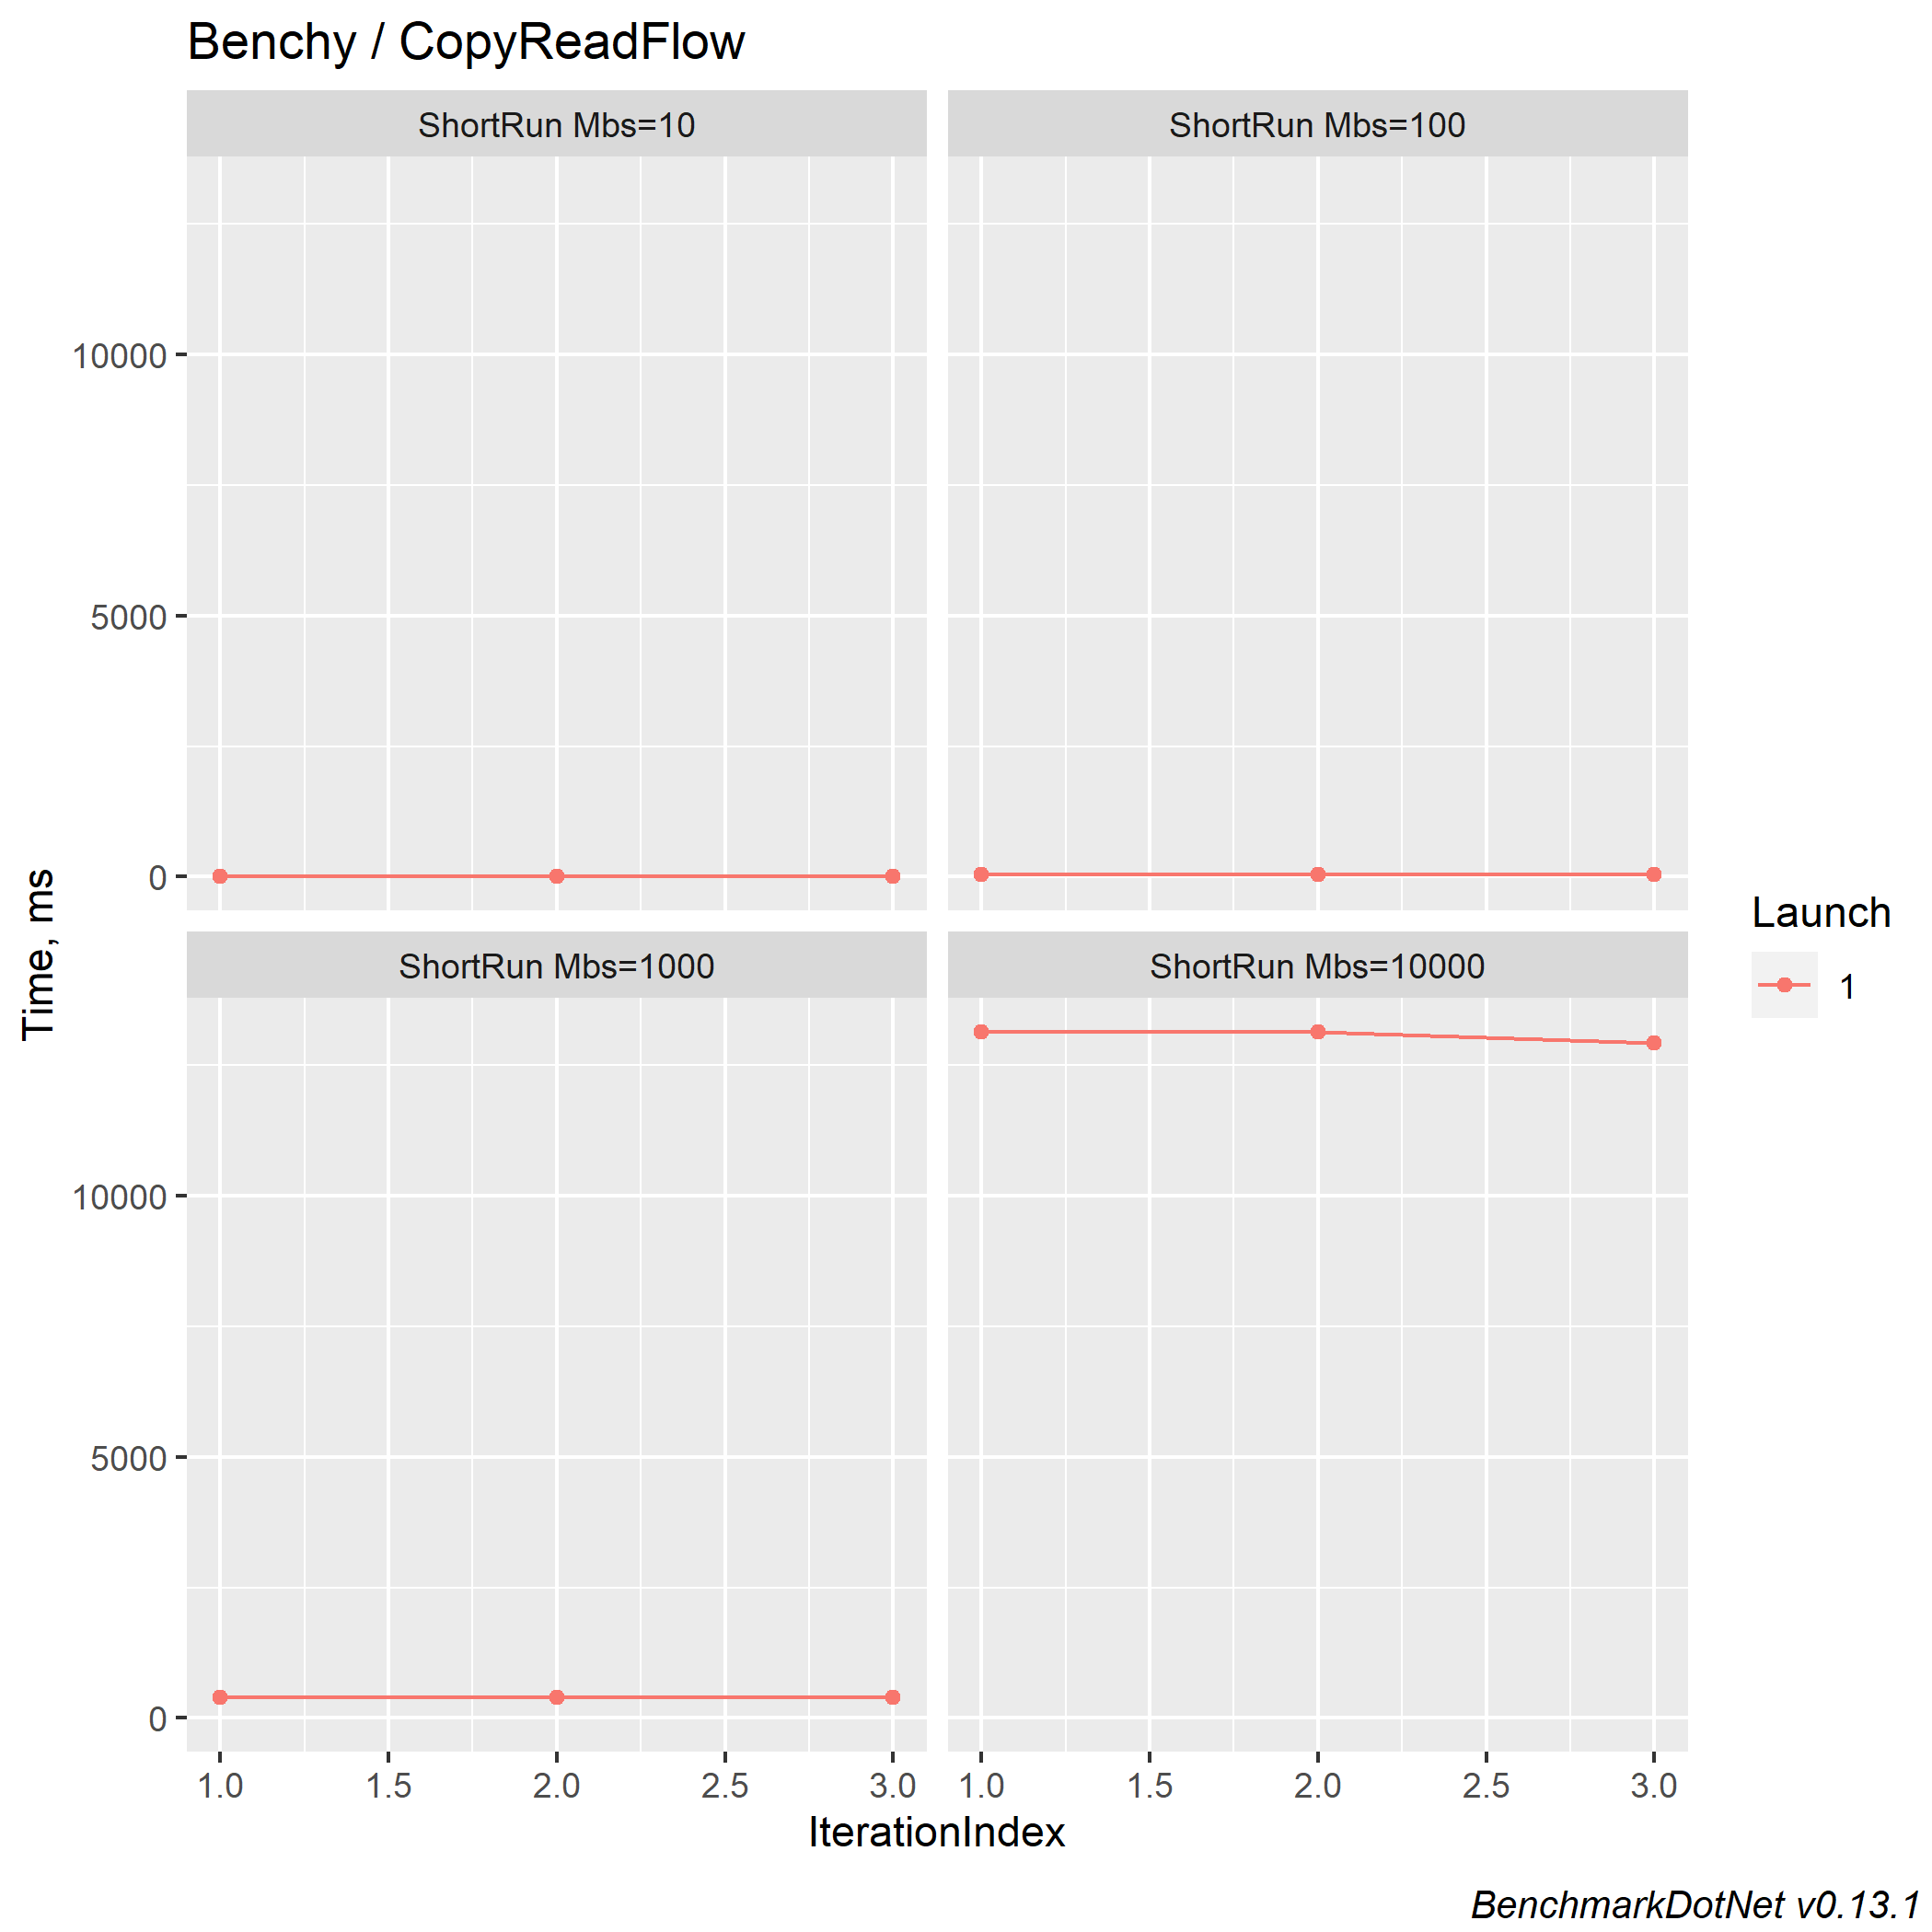 Benchy / CopyReadFlow
ShortRun Mbs=10
ShortRun Mbs=100
10000
5000
0
Time, ms
ShortRun Mbs=1000
ShortRun Mbs=10000
10000
5000
0
Launch
1
1.0 1.5 2.0 2.5 3.0 1.0 1.5 2.0 2.5 3.0
IterationIndex
BenchmarkDotNet v0.13.1